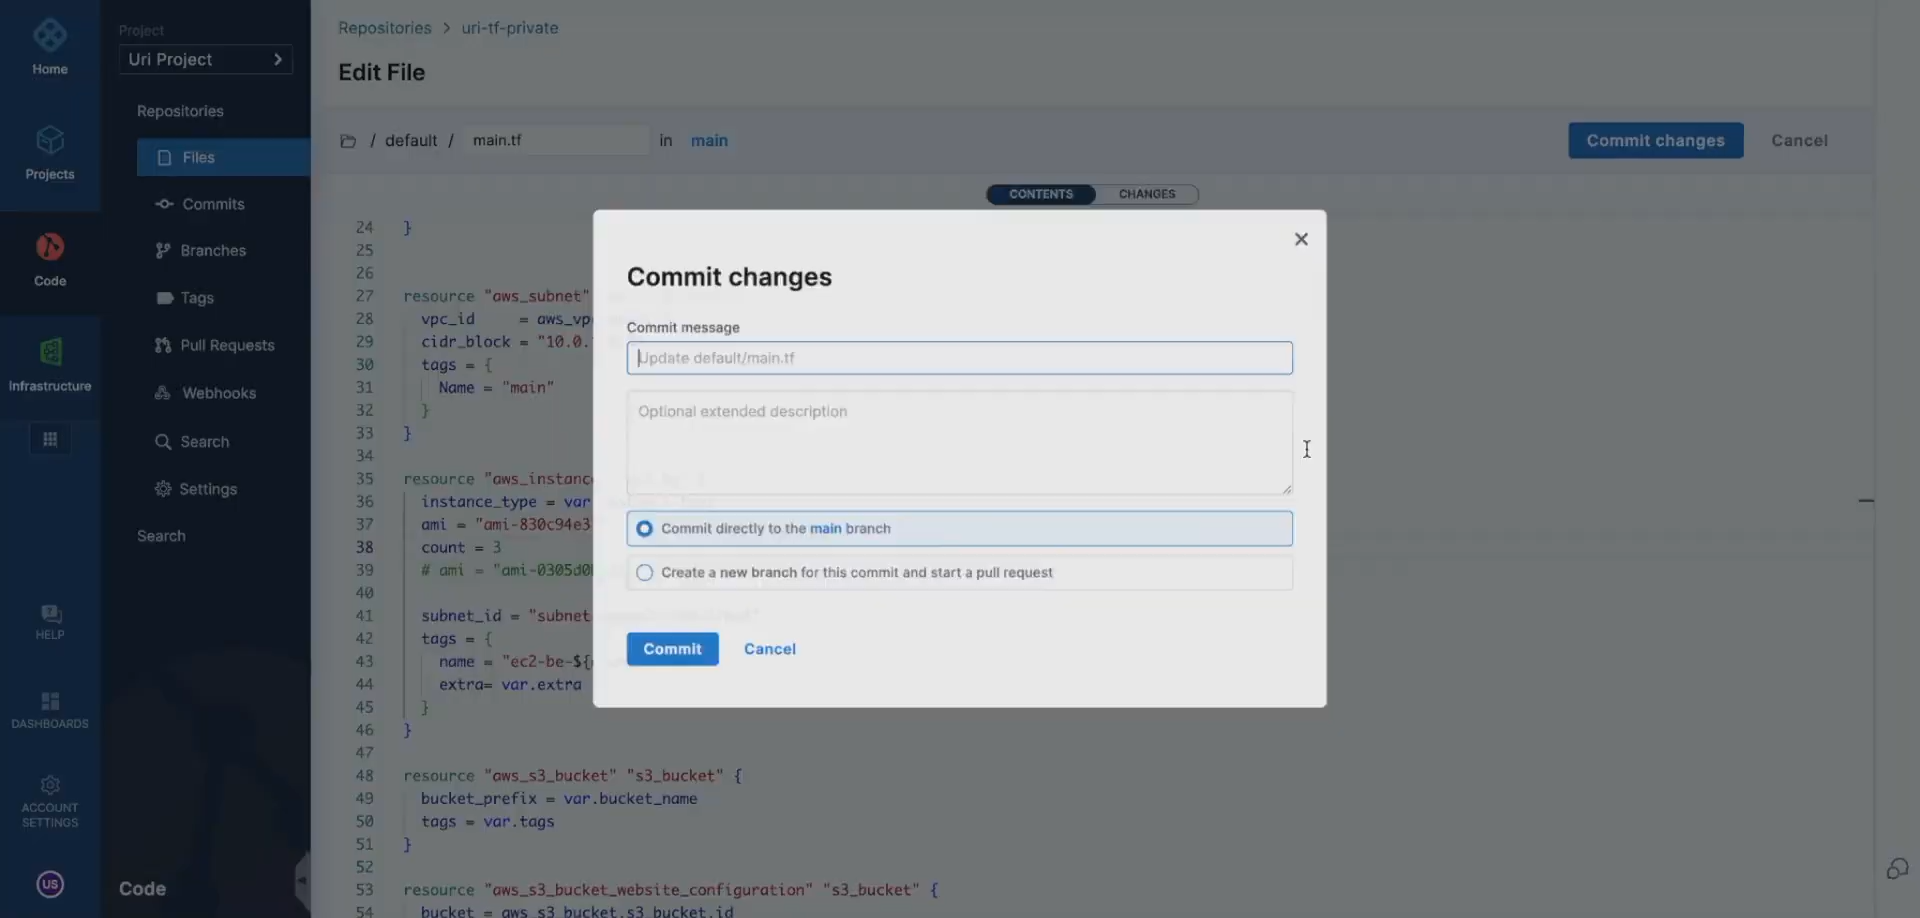 Home
Projects
Code
Infrastructure
HELP
DASHBOARDS
ACCOUNT
SETTINGS
US
Project
Uri Project
Repositories
Files
Commits
Branches
Tags
Pull Requests
Webhooks
Search
Settings
Search
Code
Repositories > uri-tf-private
Edit File
/ default / main.tf in main
Commit changes Cancel
CONTENTS CHANGES
24 }
25
26
27 resource "aws_subnet"
28 vpc_id =
29 cidr_block = "10.0.
30 tags = {
31 Name = "main"
32 }
33 }
34
35 resource
36 instance_type = var
37 ami =
38 count = 3
39 # ami =
40
41 subnet_id = "subnet
42 tags = {
43 name = "ec2-be-${
44 extra= var.extra
45 }
46 }
47
48 resource "aws_s3_bucket" "s3_bucket" {
49 bucket_prefix = var.bucket_name
50 tags = var.tags
51 }
52
53 resource "aws_s3_bucket_website_configuration" "s3_bucket" {
54 bucket = aws_s3_bucket.s3_bucket.id
Commit changes
Commit message
Update default/main.tf
Optional extended description
Commit directly to the main branch
Create a new branch for this commit and start a pull request
Commit Cancel